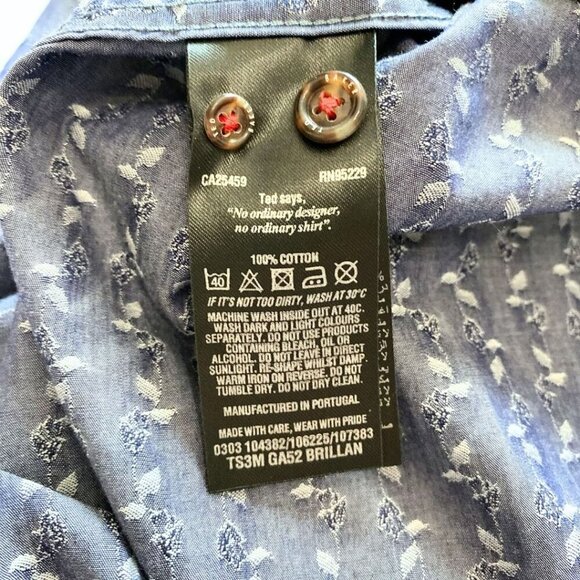 CA25459 RN95229
Ted says,
"No ordinary designer,
no ordinary shirt".
100% COTTON
40
IF IT'S NOT TOO DIRTY, WASH AT 30°C
MACHINE WASH INSIDE OUT AT 40C.
WASH DARK AND LIGHT COLOURS
SEPARATELY. DO NOT USE PRODUCTS
CONTAINING BLEACH, OIL OR
ALCOHOL. DO NOT LEAVE IN DIRECT
SUNLIGHT. RE-SHAPE WHILST DAMP.
WARM IRON ON REVERSE. DO NOT
TUMBLE DRY. DO NOT DRY CLEAN.
MANUFACTURED IN PORTUGAL
MADE WITH CARE, WEAR WITH PRIDE
0303 104382/106225/107383
TS3M GA52 BRILLAN